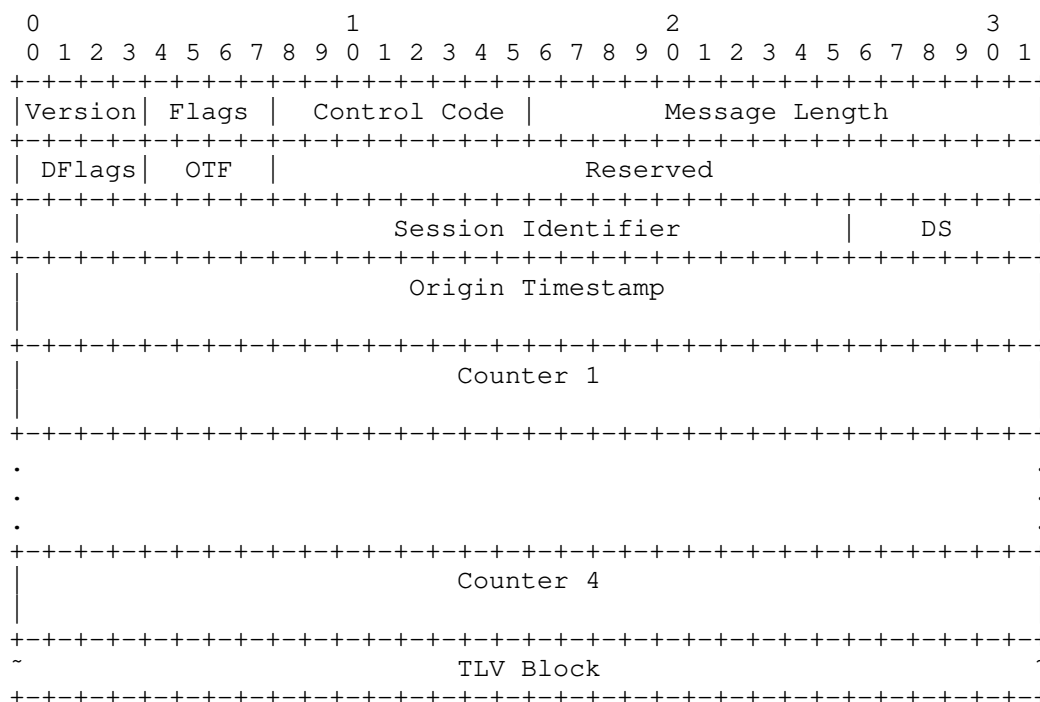 0                   1                   2                   3
0 1 2 3 4 5 6 7 8 9 0 1 2 3 4 5 6 7 8 9 0 1 2 3 4 5 6 7 8 9 0 1
+-+-+-+-+-+-+-+-+-+-+-+-+-+-+-+-+-+-+-+-+-+-+-+-+-+-+-+-+-+-+-+--
|Version| Flags |  Control Code |        Message Length
+-+-+-+-+-+-+-+-+-+-+-+-+-+-+-+-+-+-+-+-+-+-+-+-+-+-+-+-+-+-+-+--
| DFlags|  OTF  |                   Reserved
+-+-+-+-+-+-+-+-+-+-+-+-+-+-+-+-+-+-+-+-+-+-+-+-+-+-+-+-+-+-+-+--
|                       Session Identifier          |    DS
+-+-+-+-+-+-+-+-+-+-+-+-+-+-+-+-+-+-+-+-+-+-+-+-+-+-+-+-+-+-+-+--
|                        Origin Timestamp
|
+-+-+-+-+-+-+-+-+-+-+-+-+-+-+-+-+-+-+-+-+-+-+-+-+-+-+-+-+-+-+-+--
|                           Counter 1
|
+-+-+-+-+-+-+-+-+-+-+-+-+-+-+-+-+-+-+-+-+-+-+-+-+-+-+-+-+-+-+-+--
.                                                               .
.                                                               .
.                                                               .
+-+-+-+-+-+-+-+-+-+-+-+-+-+-+-+-+-+-+-+-+-+-+-+-+-+-+-+-+-+-+-+--
|                           Counter 4
|
+-+-+-+-+-+-+-+-+-+-+-+-+-+-+-+-+-+-+-+-+-+-+-+-+-+-+-+-+-+-+-+--
~                           TLV Block                           ~
+-+-+-+-+-+-+-+-+-+-+-+-+-+-+-+-+-+-+-+-+-+-+-+-+-+-+-+-+-+-+-+--